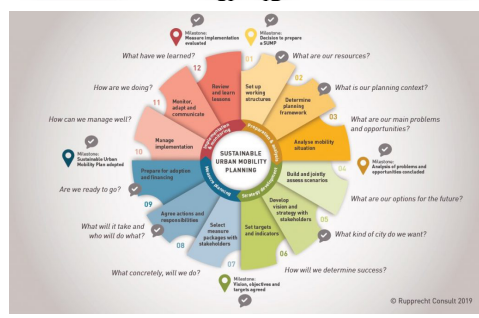 Milestone:
Measure implementation
evaluated
Milestone:
Decision to prepare
a SUMP
What have we learned?
What are our resources?
12
01
Review
and learn
lessons
Set up
working
structures
How are we doing?
What is our planning context?
11
02
Monitor,
adapt and
communicate
Determine
planning
framework
How can we manage well?
What are our main problems
and opportunities?
10
03
Manage
implementation
Analyse mobility
situation
Implementation
& monitoring
Preparation & analysis
SUSTAINABLE
URBAN MOBILITY
PLANNING
Measure planning
Strategy development
Milestone:
Sustainable Urban
Mobility Plan adopted
Milestone:
Analysis of problems and
opportunities concluded
04
Prepare for adoption
and financing
Build and jointly
assess scenarios
Are we ready to go?
What are our options for the future?
09
05
Agree actions and
responsibilities
Develop
vision and
strategy with
stakeholders
What will it take and
who will do what?
What kind of city do we want?
08
06
Select
measure
packages with
stakeholders
Set targets
and indicators
07
What concretely, will we do?
How will we determine success?
Milestone:
Vision, objectives and
targets agreed
© Rupprecht Consult 2019